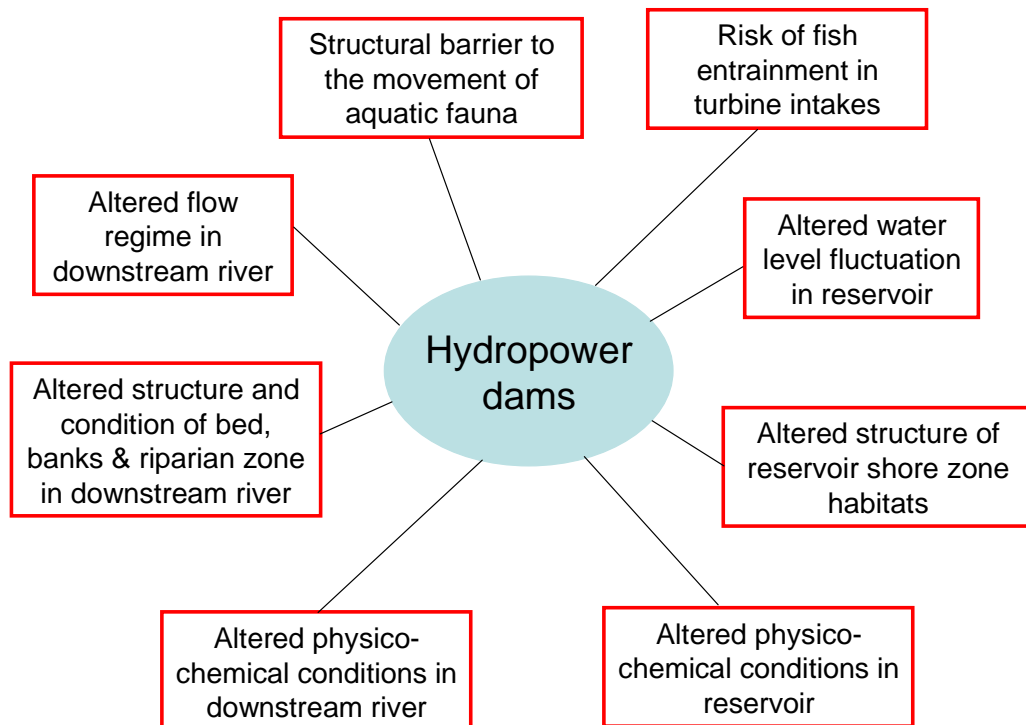 Structural barrier to
the movement of
aquatic fauna
Risk of fish
entrainment in
turbine intakes
Altered flow
regime in
downstream river
Altered water
level fluctuation
in reservoir
Hydropower
dams
Altered structure and
condition of bed,
banks & riparian zone
in downstream river
Altered structure of
reservoir shore zone
habitats
Altered physico-
chemical conditions in
downstream river
Altered physico-
chemical conditions in
reservoir